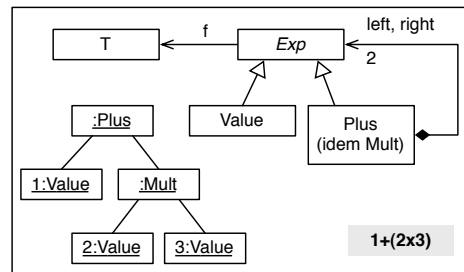 T
f
Exp
left, right
2
Value
Plus
(idem Mult)
:Plus
1:Value
:Mult
2:Value
3:Value
1+(2x3)